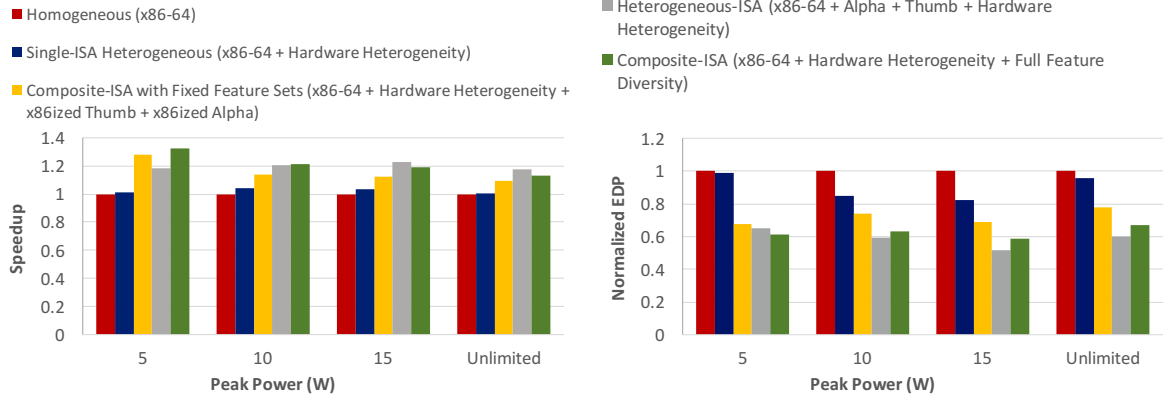 Homogeneous (x86-64)
Single-ISA Heterogeneous (x86-64 + Hardware Heterogeneity)
Composite-ISA with Fixed Feature Sets (x86-64 + Hardware Heterogeneity +
x86ized Thumb + x86ized Alpha)
Heterogeneous-ISA (x86-64 + Alpha + Thumb + Hardware
Heterogeneity)
Composite-ISA (x86-64 + Hardware Heterogeneity + Full Feature
Diversity)
Speedup
1.4
1.2
1
0.8
0.6
0.4
0.2
0
5 10 15 Unlimited
Peak Power (W)
Normalized EDP
1.2
1
0.8
0.6
0.4
0.2
0
5 10 15 Unlimited
Peak Power (W)